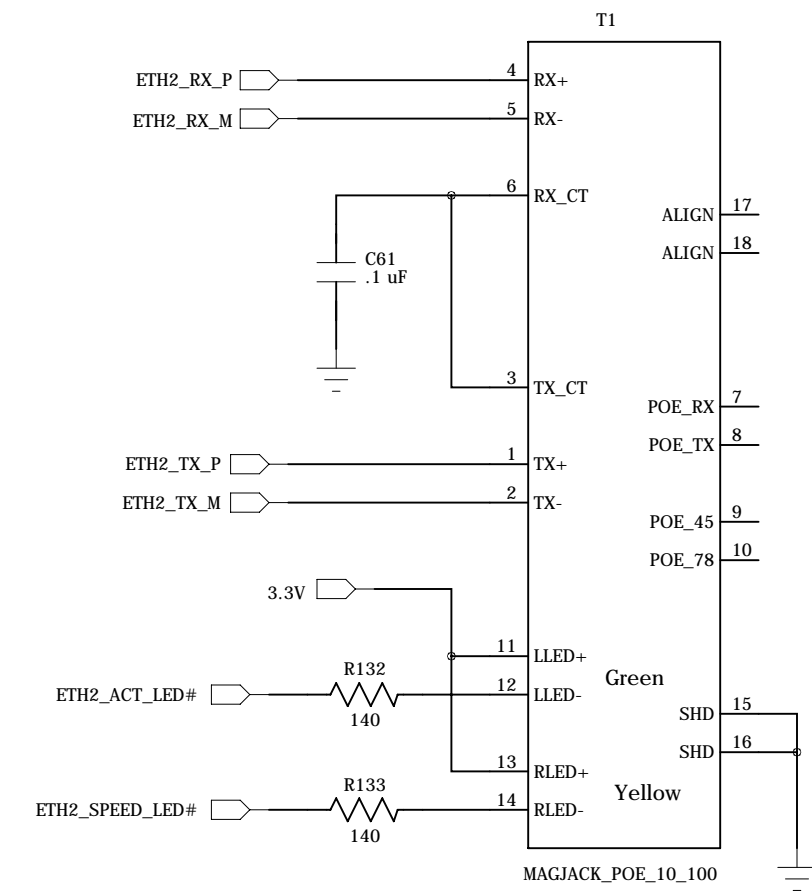 T1
ETH2_RX_P
4
RX+
ETH2_RX_M
5
RX-
6
RX_CT
ALIGN
17
ALIGN
18
C61
.1 uF
3
TX_CT
POE_RX
7
POE_TX
8
ETH2_TX_P
1
TX+
ETH2_TX_M
2
TX-
POE_45
9
POE_78
10
3.3V
11
LLED+
R132
Green
ETH2_ACT_LED#
12
LLED-
140
SHD
15
SHD
16
13
RLED+
R133
Yellow
ETH2_SPEED_LED#
14
RLED-
140
MAGJACK_POE_10_100